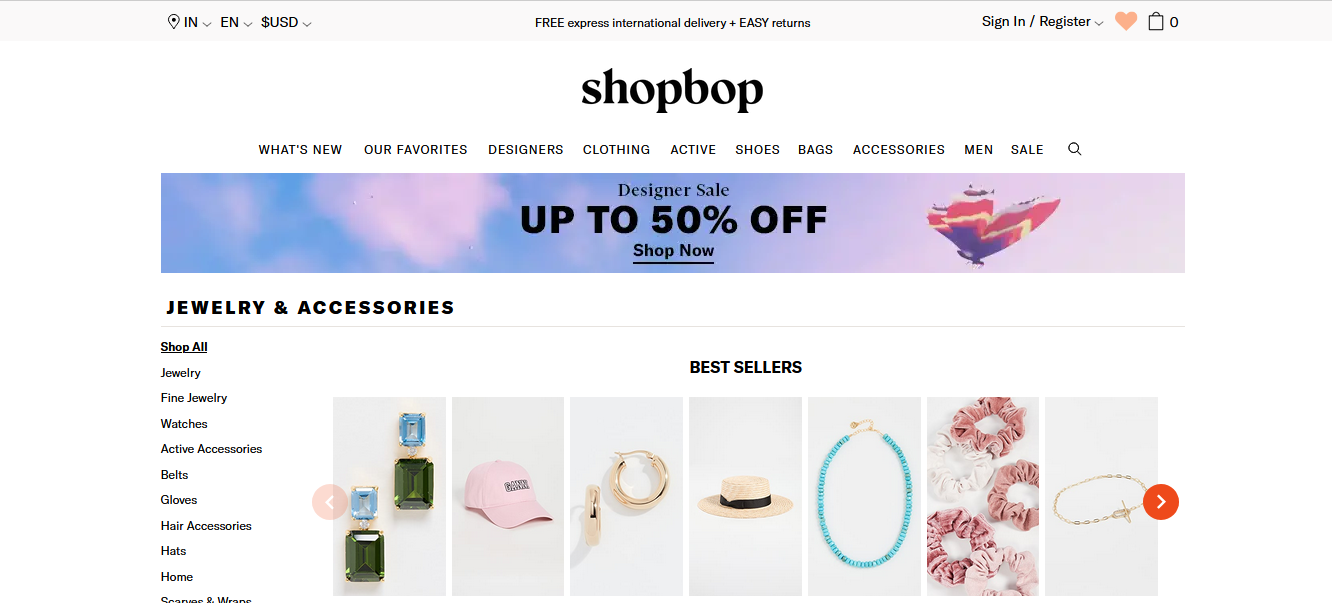 IN EN $USD
FREE express international delivery + EASY returns
Sign In / Register 0
shopbop
WHAT'S NEW OUR FAVORITES DESIGNERS CLOTHING ACTIVE SHOES BAGS ACCESSORIES MEN SALE
Designer Sale
UP TO 50% OFF
Shop Now
JEWELRY & ACCESSORIES
Shop All
Jewelry
Fine Jewelry
Watches
Active Accessories
Belts
Gloves
Hair Accessories
Hats
Home
Scarves & Wraps
BEST SELLERS
GANNI